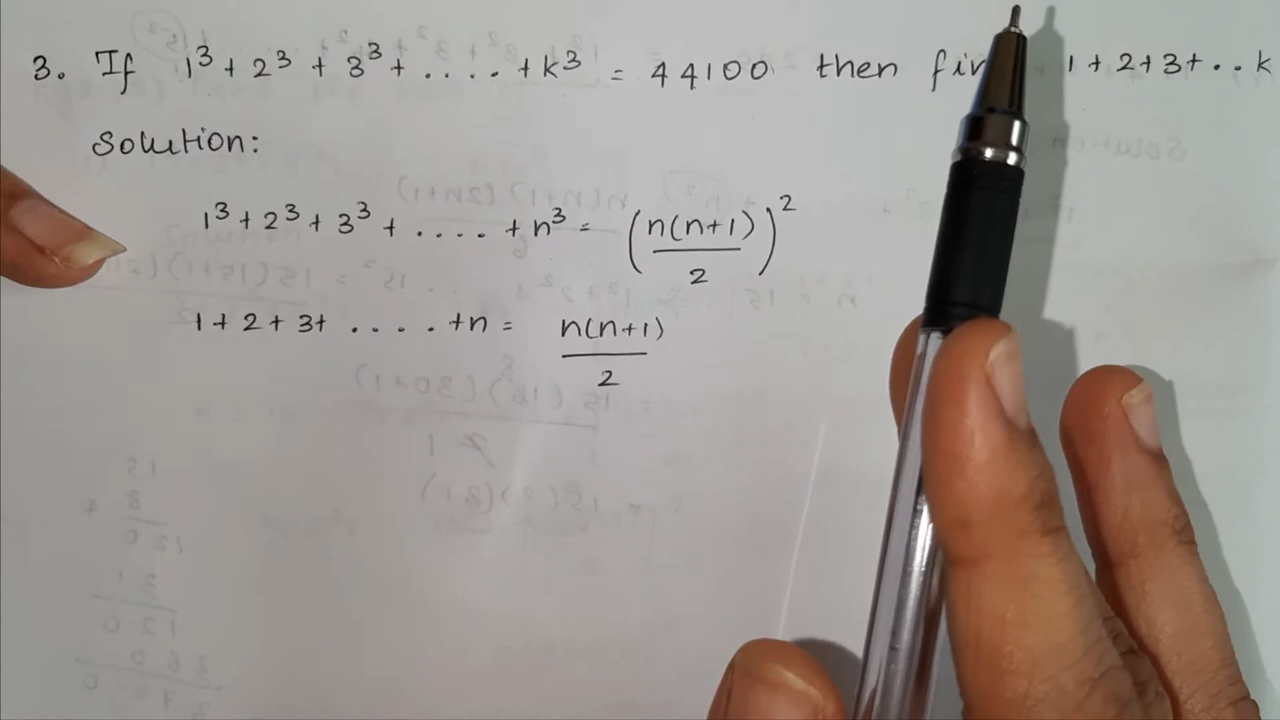 3. If 1³ + 2³ + 3³ + .... + k³ = 44100 then 1 + 2 + 3 + .. k
Solution:
1³ + 2³ + 3³ + .... + n³ = (n(n+1)/2)²
1 + 2 + 3 + .... + n = n(n+1)/2